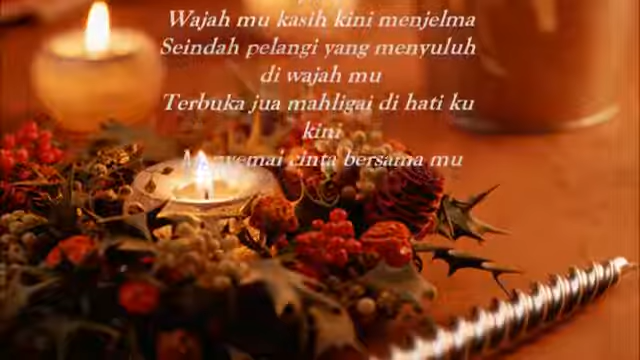 Wajah mu kasih kini menjelma
Seindah pelangi yang menyuluh
di wajah mu
Terbuka jua mahligai di hati ku
kini
Menyemai cinta bersama mu